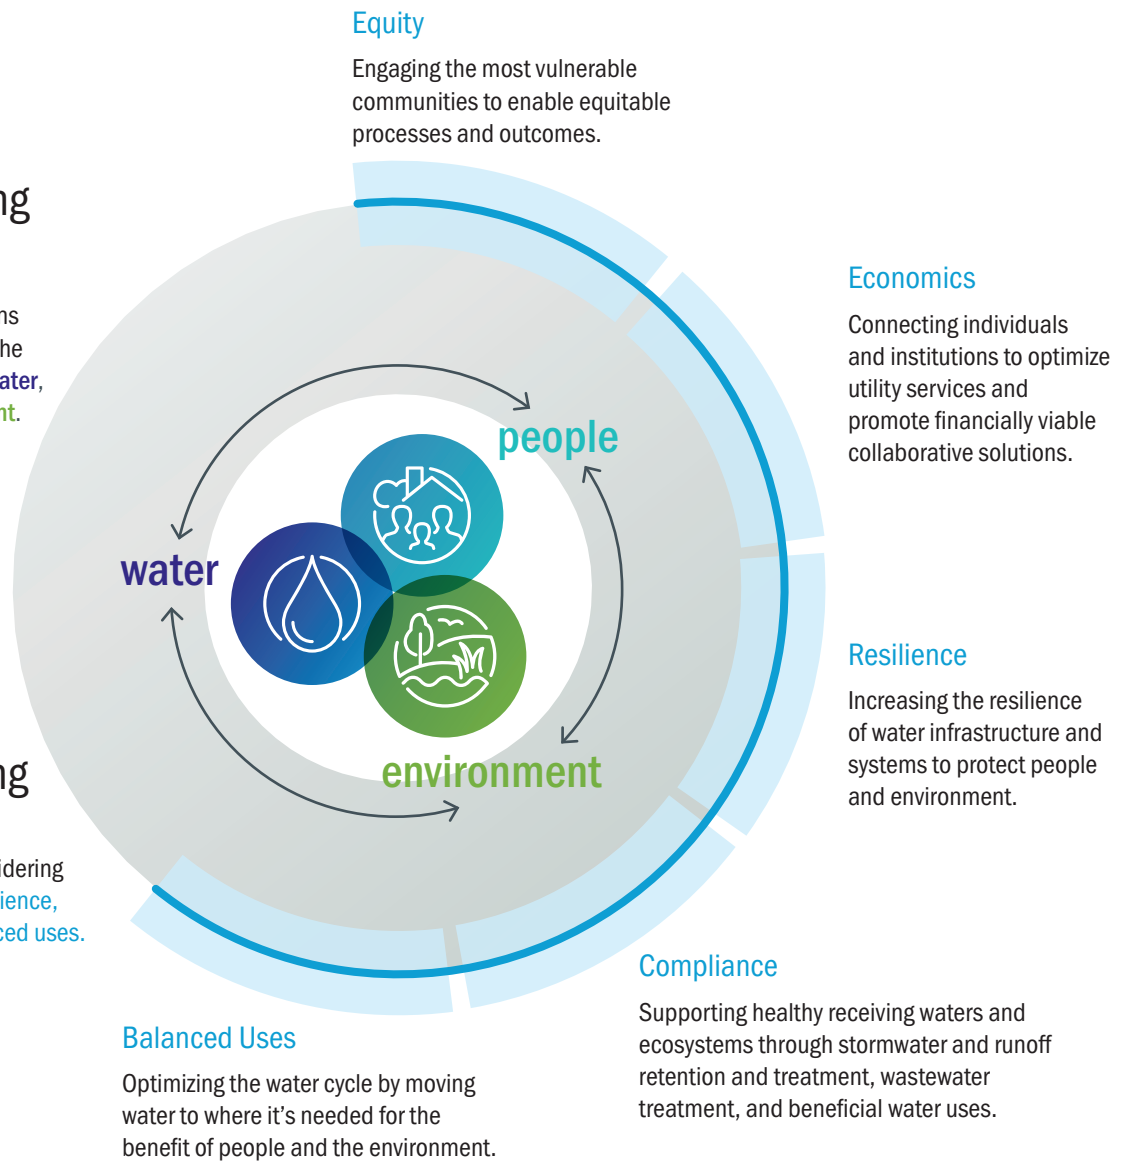 Equity
Engaging the most vulnerable
communities to enable equitable
processes and outcomes.
Economics
Connecting individuals
and institutions to optimize
utility services and
promote financially viable
collaborative solutions.
people
water
environment
Resilience
Increasing the resilience
of water infrastructure and
systems to protect people
and environment.
Compliance
Supporting healthy receiving waters and
ecosystems through stormwater and runoff
retention and treatment, wastewater
treatment, and beneficial water uses.
Balanced Uses
Optimizing the water cycle by moving
water to where it's needed for the
benefit of people and the environment.
uses.